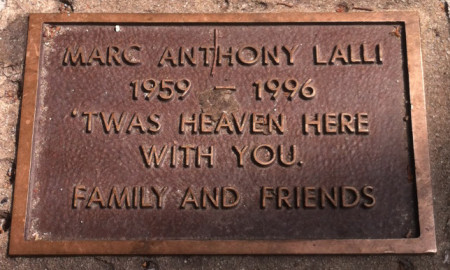 MARC ANTHONY LALLI
1959 – 1996
'TWAS HEAVEN HERE
WITH YOU.
FAMILY AND FRIENDS